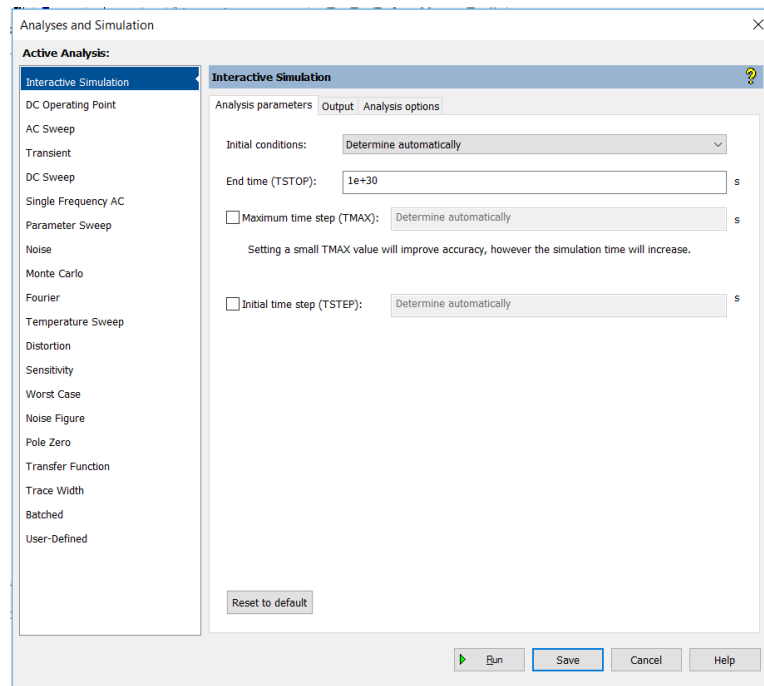 Analyses and Simulation
Active Analysis:
Interactive Simulation
DC Operating Point
AC Sweep
Transient
DC Sweep
Single Frequency AC
Parameter Sweep
Noise
Monte Carlo
Fourier
Temperature Sweep
Distortion
Sensitivity
Worst Case
Noise Figure
Pole Zero
Transfer Function
Trace Width
Batched
User-Defined
Interactive Simulation
Analysis parameters Output Analysis options
Initial conditions: Determine automatically
End time (TSTOP): 1e+30 s
Maximum time step (TMAX): Determine automatically s
Setting a small TMAX value will improve accuracy, however the simulation time will increase.
Initial time step (TSTEP): Determine automatically s
Reset to default
Run Save Cancel Help